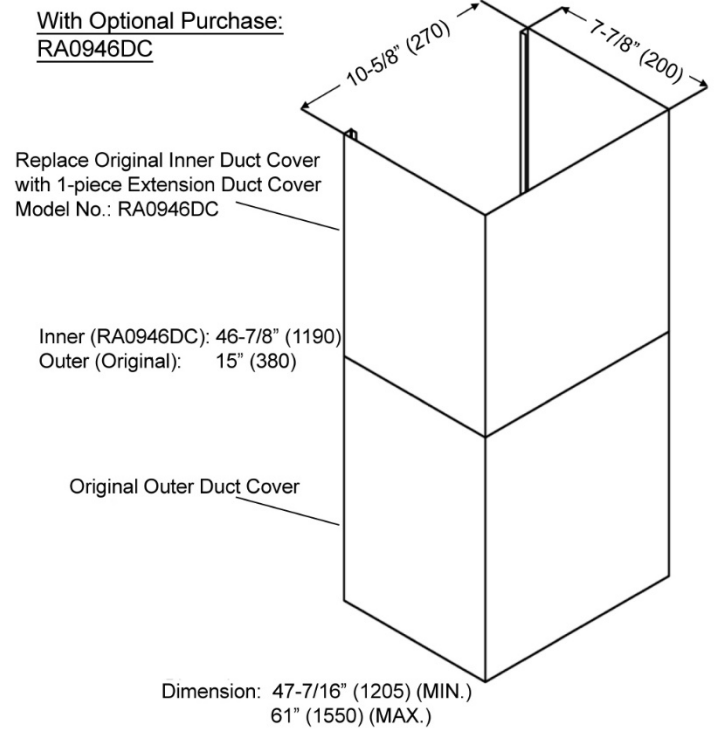 With Optional Purchase:
RA0946DC
10-5/8” (270)
7-7/8” (200)
Replace Original Inner Duct Cover
with 1-piece Extension Duct Cover
Model No.: RA0946DC
Inner (RA0946DC): 46-7/8” (1190)
Outer (Original): 15” (380)
Original Outer Duct Cover
Dimension: 47-7/16” (1205) (MIN.)
61” (1550) (MAX.)